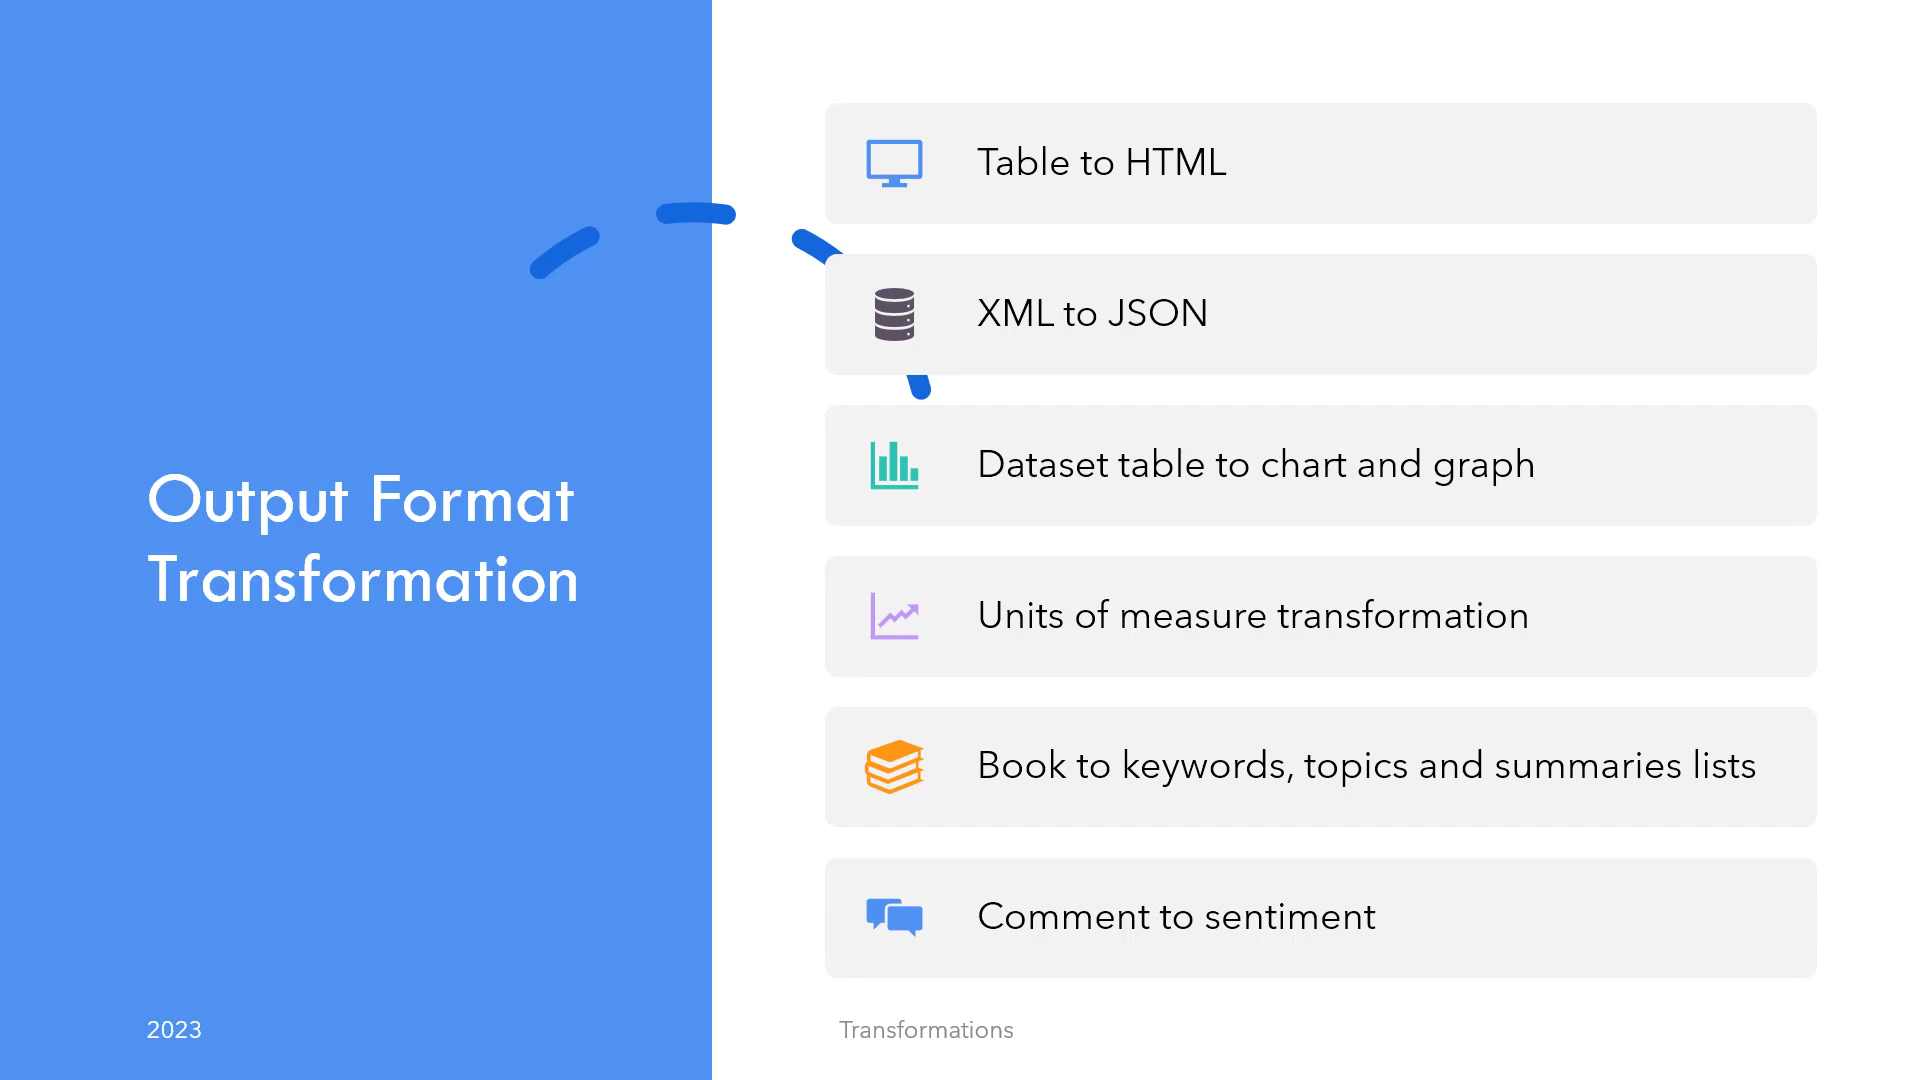 Output Format
Transformation
Table to HTML
XML to JSON
Dataset table to chart and graph
Units of measure transformation
Book to keywords, topics and summaries lists
Comment to sentiment
2023
Transformations